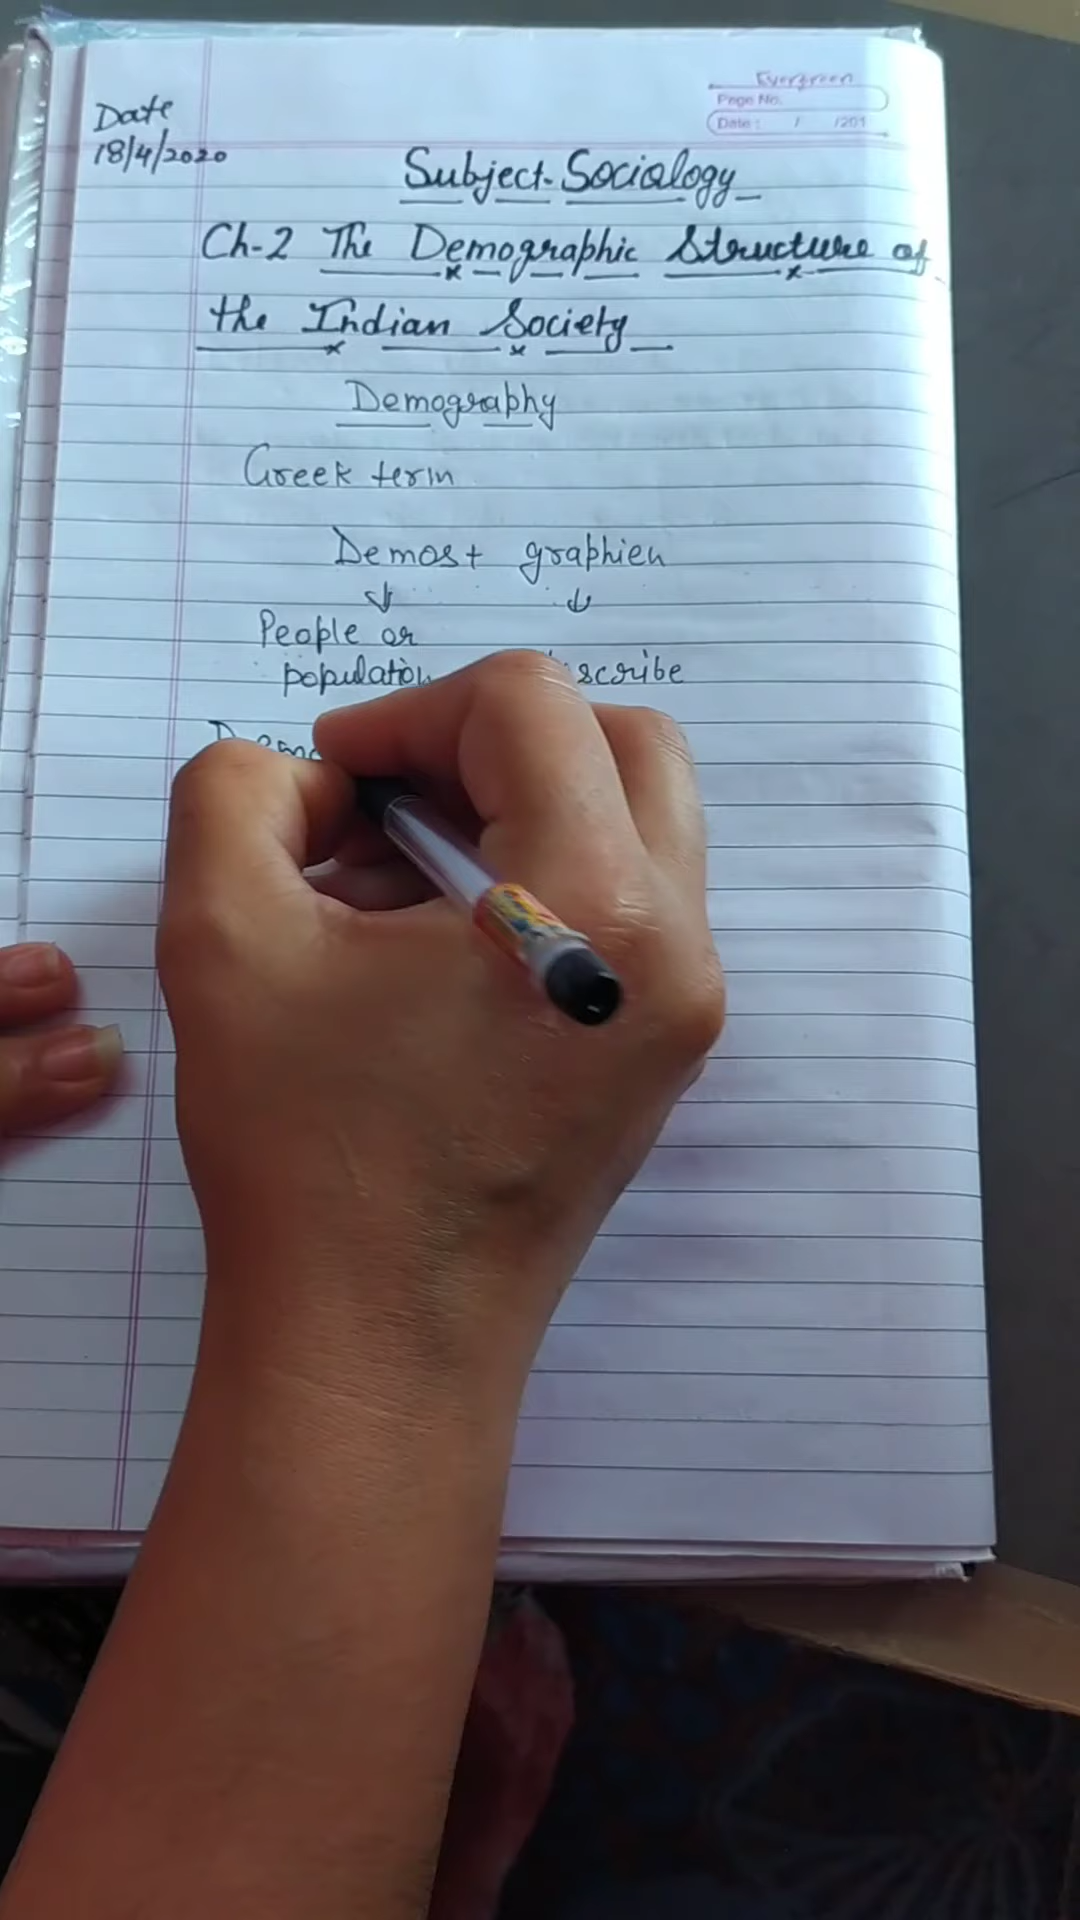 Evergreen
Page No.
Date : / /201
Date
18/4/2020
Subject-Sociology
Ch-2 The Demographic Structure of
the Indian Society
Demography
Greek term
Demos + graphien
↓ ↓
People or
population scribe
Demo